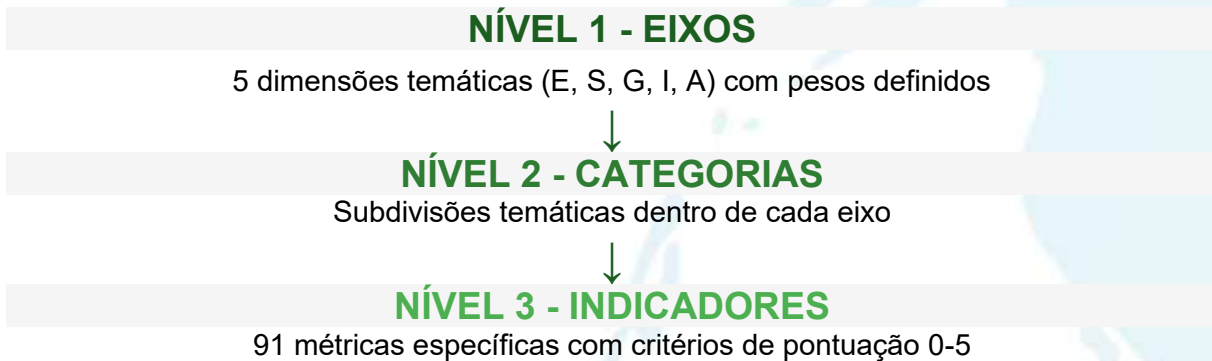 NÍVEL 1 - EIXOS
5 dimensões temáticas (E, S, G, I, A) com pesos definidos
↓
NÍVEL 2 - CATEGORIAS
Subdivisões temáticas dentro de cada eixo
↓
NÍVEL 3 - INDICADORES
91 métricas específicas com critérios de pontuação 0-5